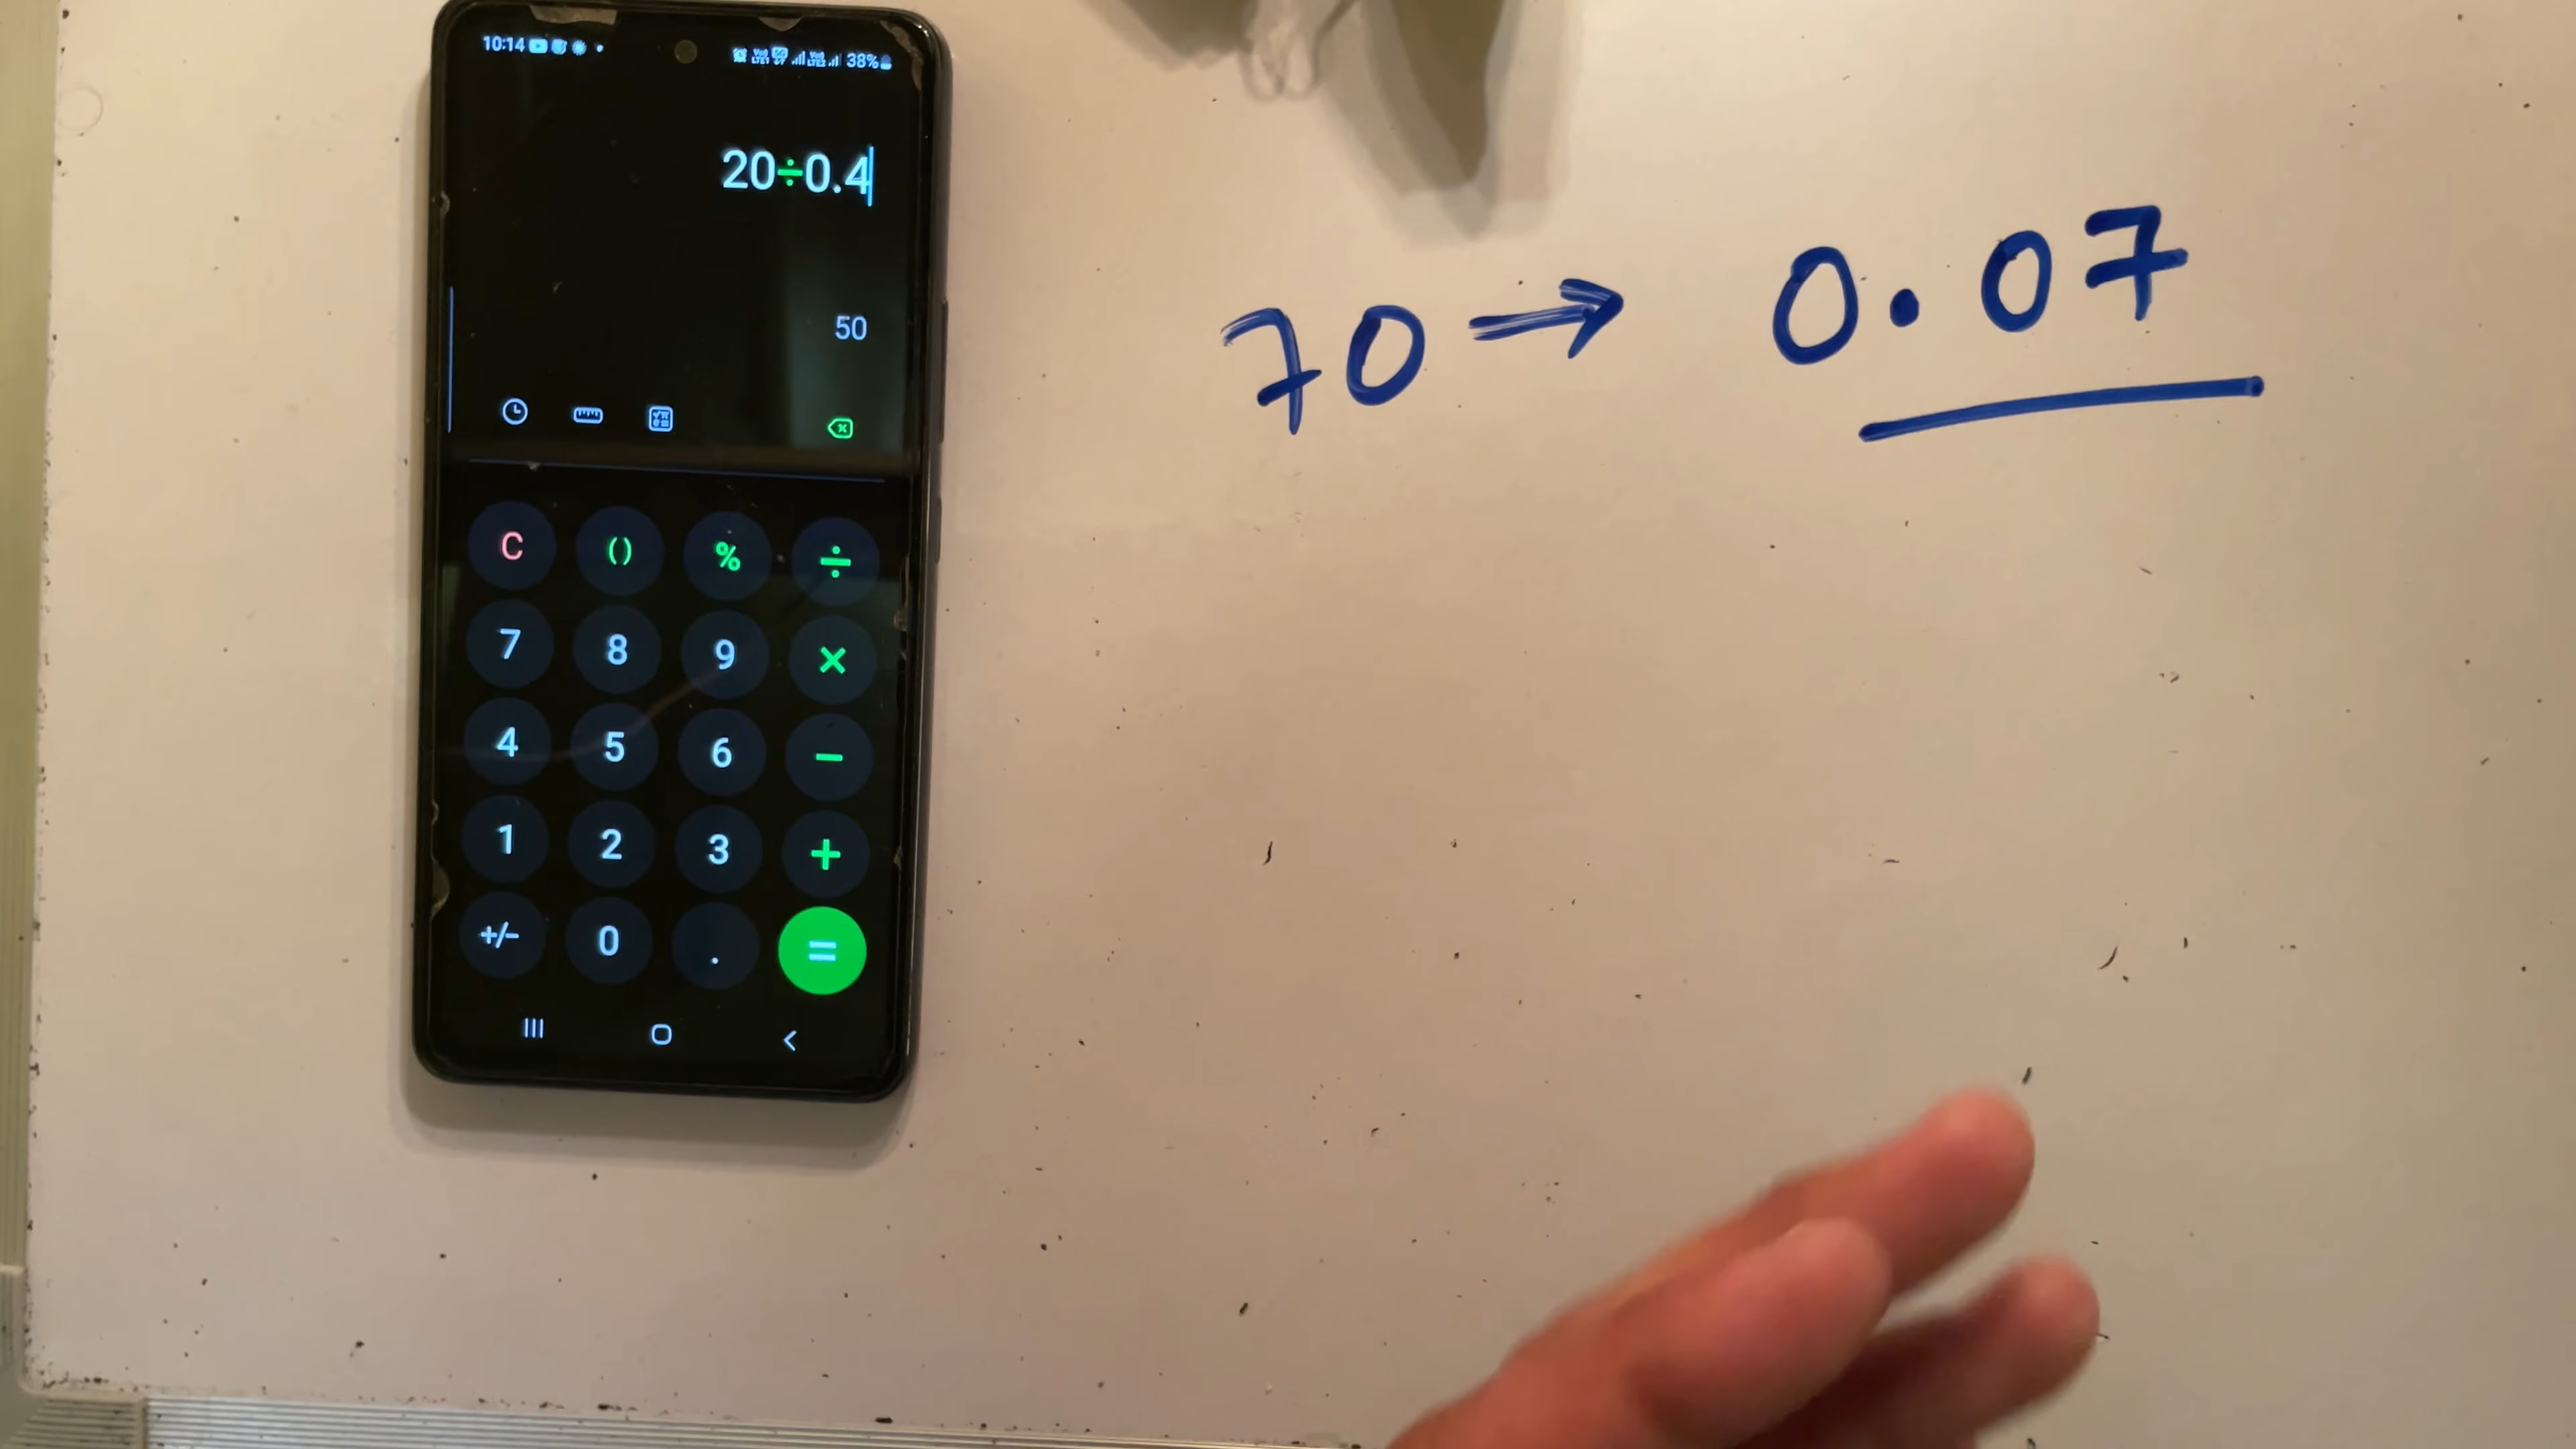 10:14
38%
20÷0.4
50
C () % ÷
7 8 9 ×
4 5 6 −
1 2 3 +
+/− 0 . =
70 → 0.07